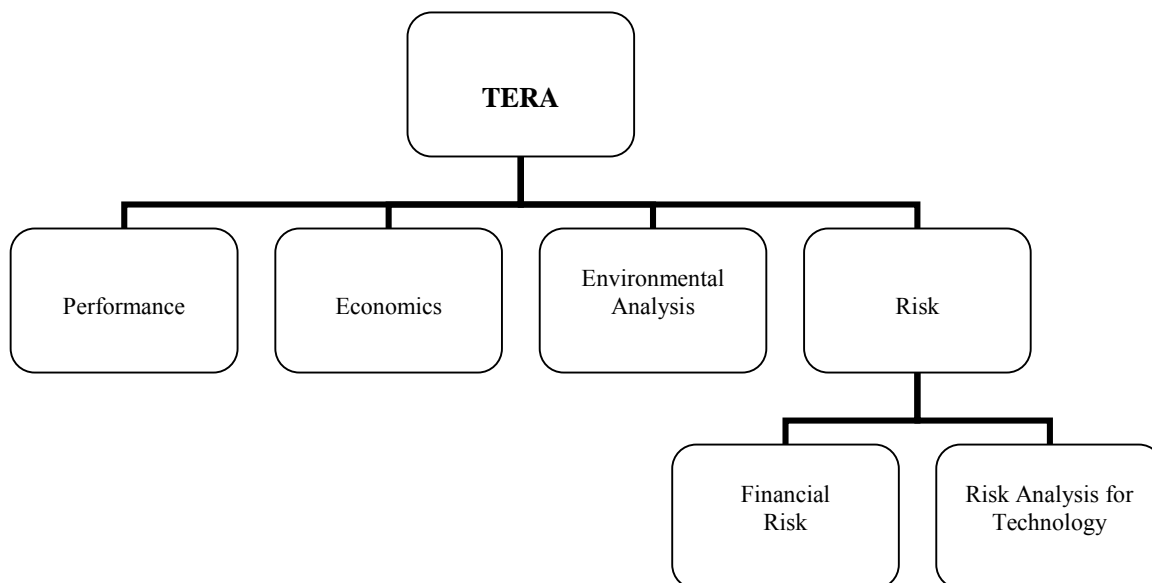 TERA
Performance
Economics
Environmental
Analysis
Risk
Financial
Risk
Risk Analysis for
Technology